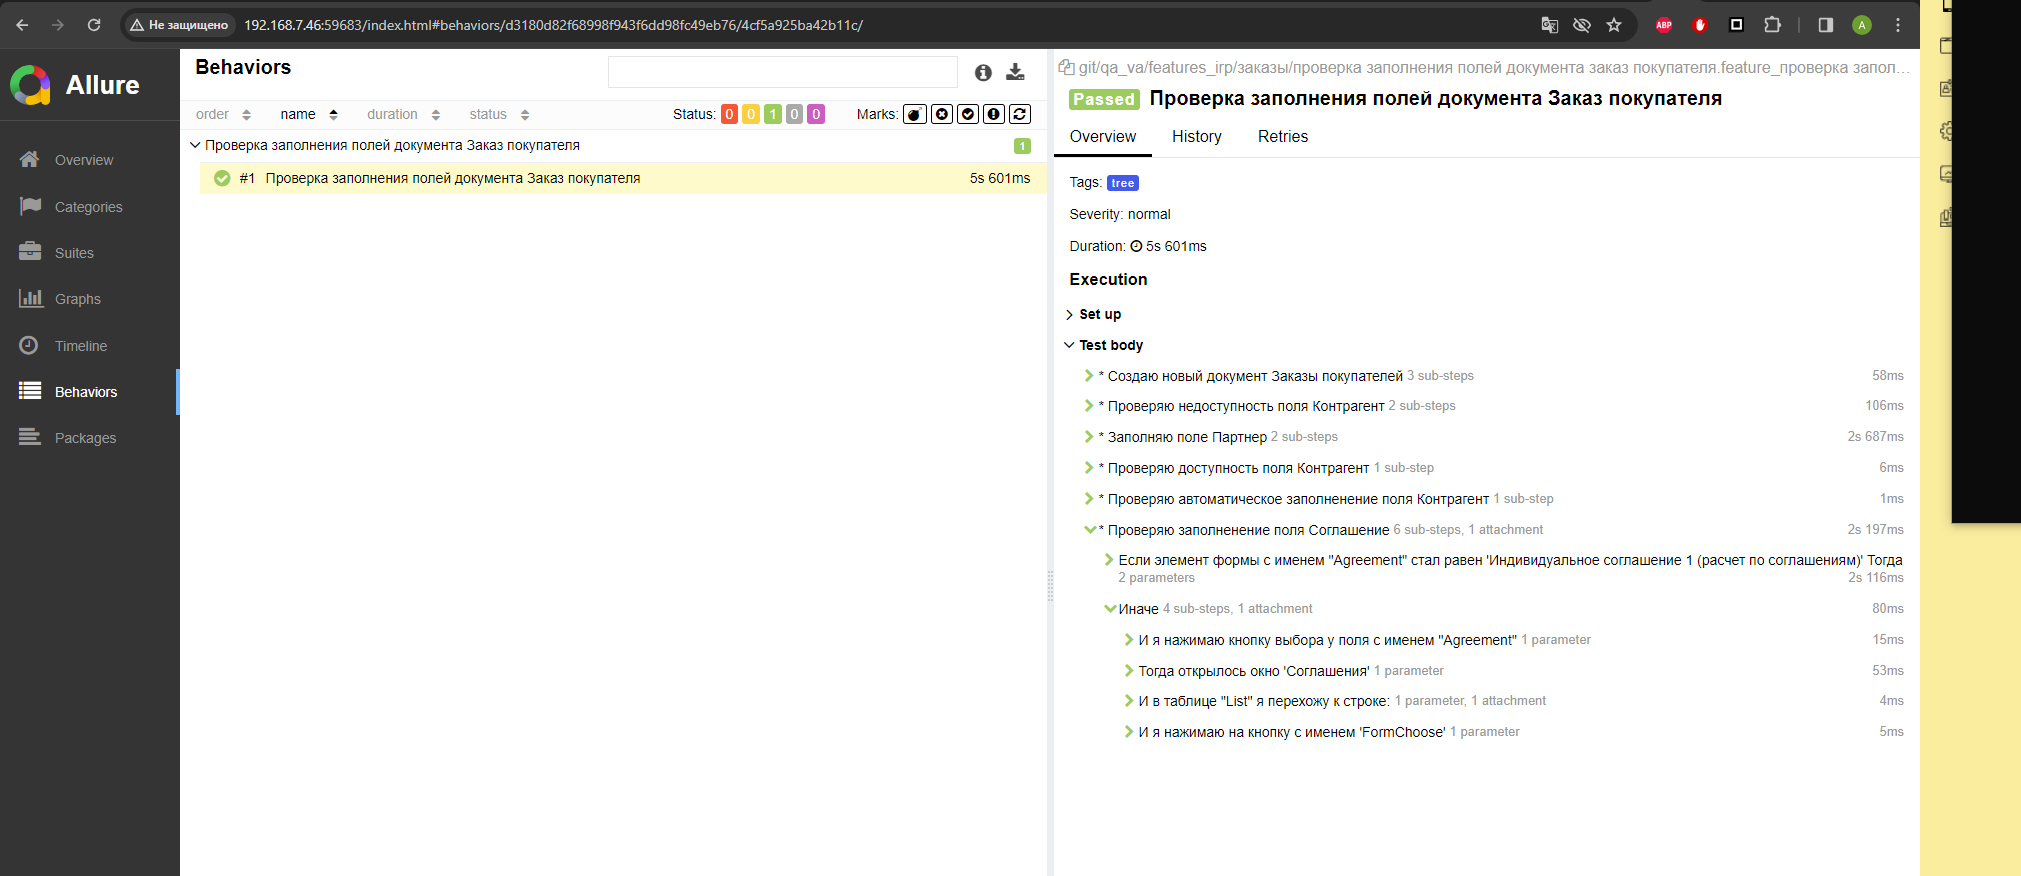 Не защищено
192.168.7.46:59683/index.html#behaviors/d3180d82f68998f943f6dd98fc49eb76/4cf5a925ba42b11c/
ABP
A
Allure
Overview
Categories
Suites
Graphs
Timeline
Behaviors
Packages
Behaviors
order name duration status Status: 0 0 1 0 0 Marks:
Проверка заполнения полей документа Заказ покупателя 1
#1 Проверка заполнения полей документа Заказ покупателя 5s 601ms
git/qa_va/features_irp/заказы/проверка заполнения полей документа заказ покупателя.feature_проверка запол...
Passed Проверка заполнения полей документа Заказ покупателя
Overview History Retries
Tags: tree
Severity: normal
Duration: 5s 601ms
Execution
Set up
Test body
* Создаю новый документ Заказы покупателей 3 sub-steps 58ms
* Проверяю недоступность поля Контрагент 2 sub-steps 106ms
* Заполняю поле Партнер 2 sub-steps 2s 687ms
* Проверяю доступность поля Контрагент 1 sub-step 6ms
* Проверяю автоматическое заполненение поля Контрагент 1 sub-step 1ms
* Проверяю заполненение поля Соглашение 6 sub-steps, 1 attachment 2s 197ms
Если элемент формы с именем "Agreement" стал равен 'Индивидуальное соглашение 1 (расчет по соглашениям)' Тогда
2 parameters 2s 116ms
Иначе 4 sub-steps, 1 attachment 80ms
И я нажимаю кнопку выбора у поля с именем "Agreement" 1 parameter 15ms
Тогда открылось окно 'Соглашения' 1 parameter 53ms
И в таблице "List" я перехожу к строке: 1 parameter, 1 attachment 4ms
И я нажимаю на кнопку с именем 'FormChoose' 1 parameter 5ms